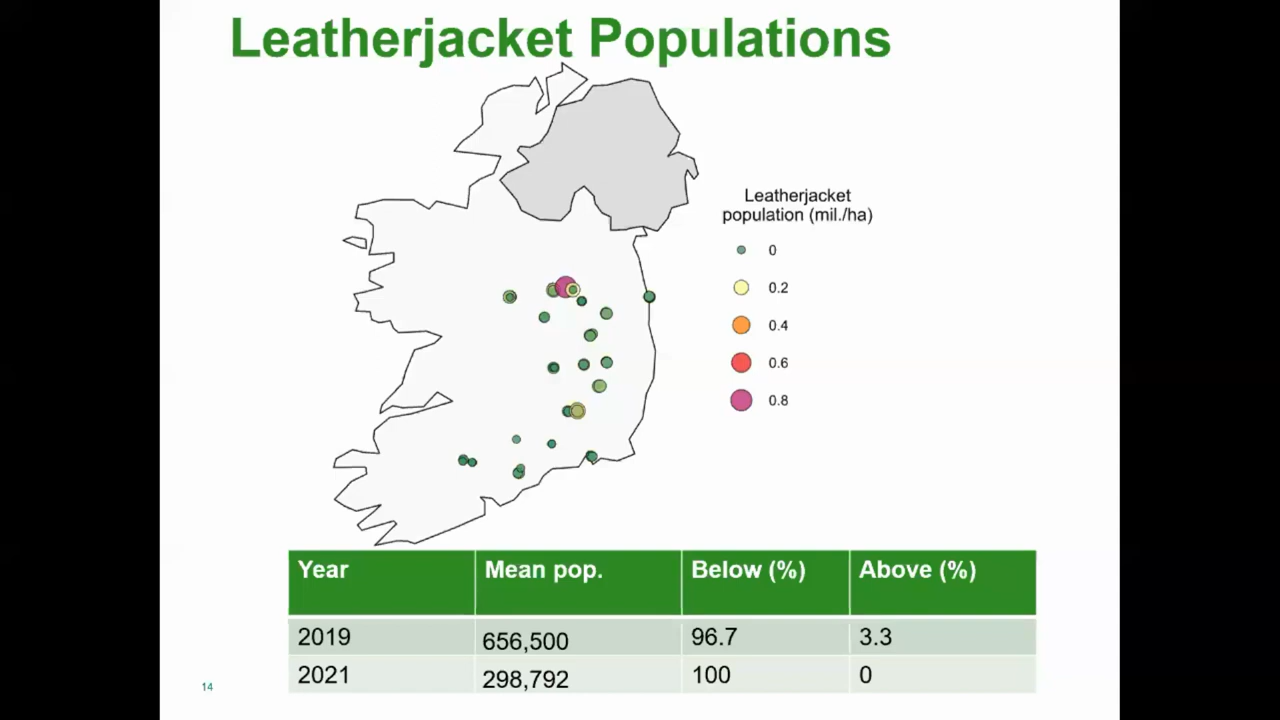 Leatherjacket Populations
Leatherjacket
population (mil./ha)
0
0.2
0.4
0.6
0.8
Year Mean pop. Below (%) Above (%)
2019 656,500 96.7 3.3
2021 298,792 100 0
14